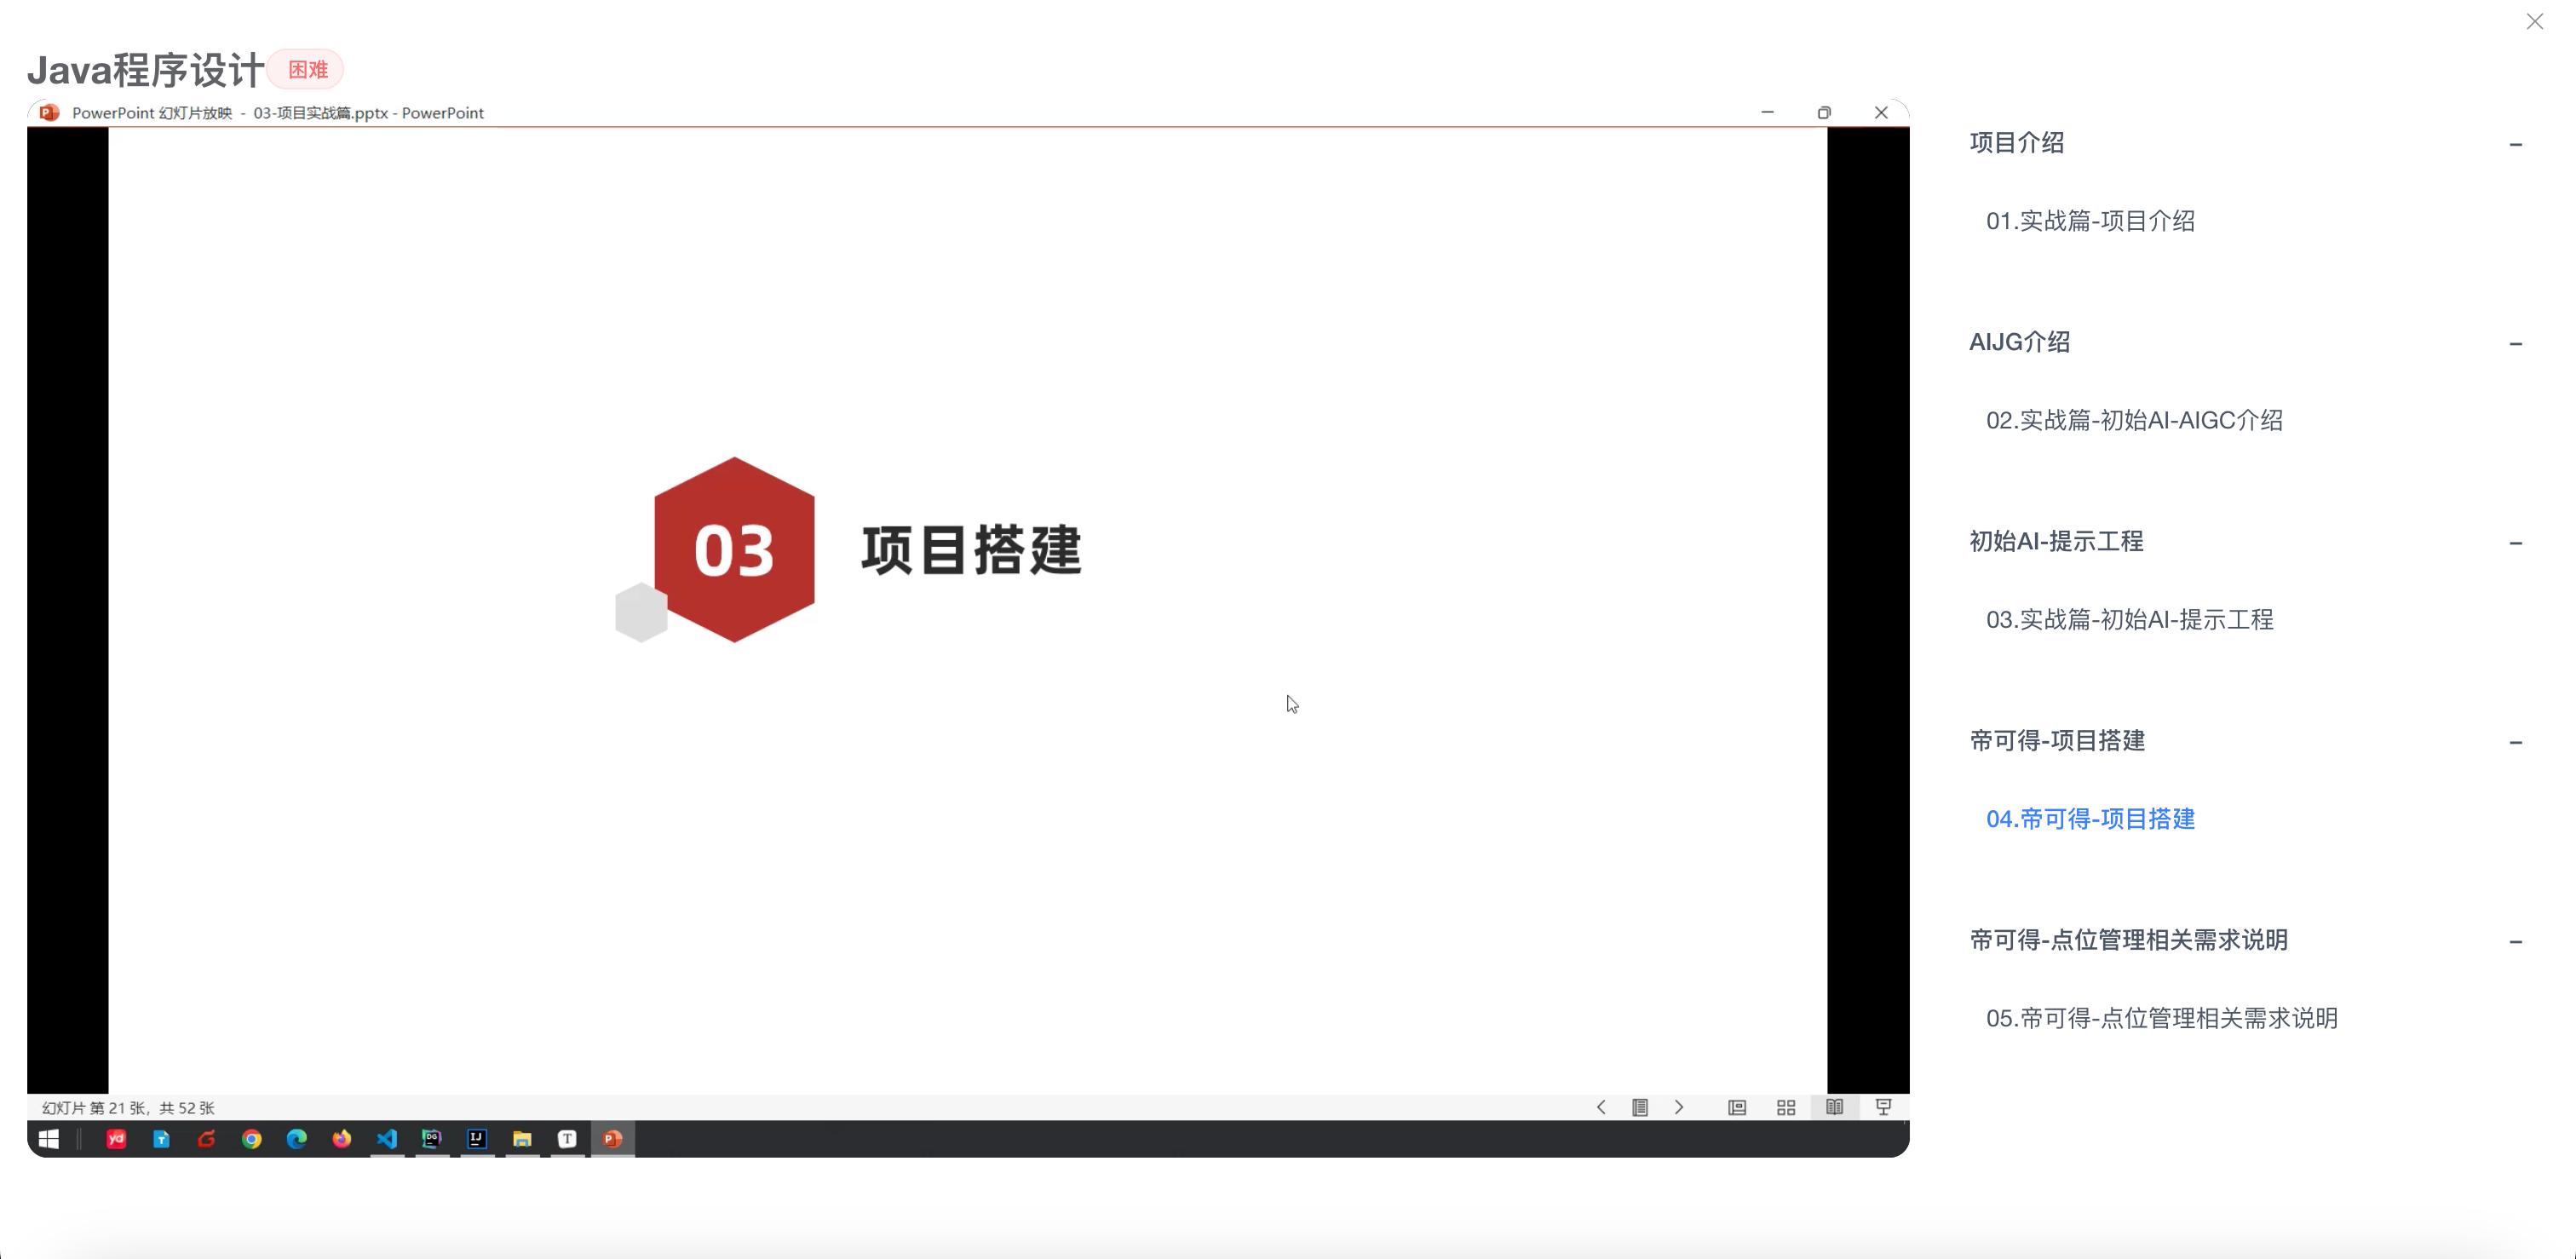 Java程序设计 困难
PowerPoint 幻灯片放映 - 03-项目实战篇.pptx - PowerPoint
03 项目搭建
幻灯片 第 21 张，共 52 张
yd T DG IJ T P
项目介绍
01.实战篇-项目介绍
AIJG介绍
02.实战篇-初始AI-AIGC介绍
初始AI-提示工程
03.实战篇-初始AI-提示工程
帝可得-项目搭建
04.帝可得-项目搭建
帝可得-点位管理相关需求说明
05.帝可得-点位管理相关需求说明